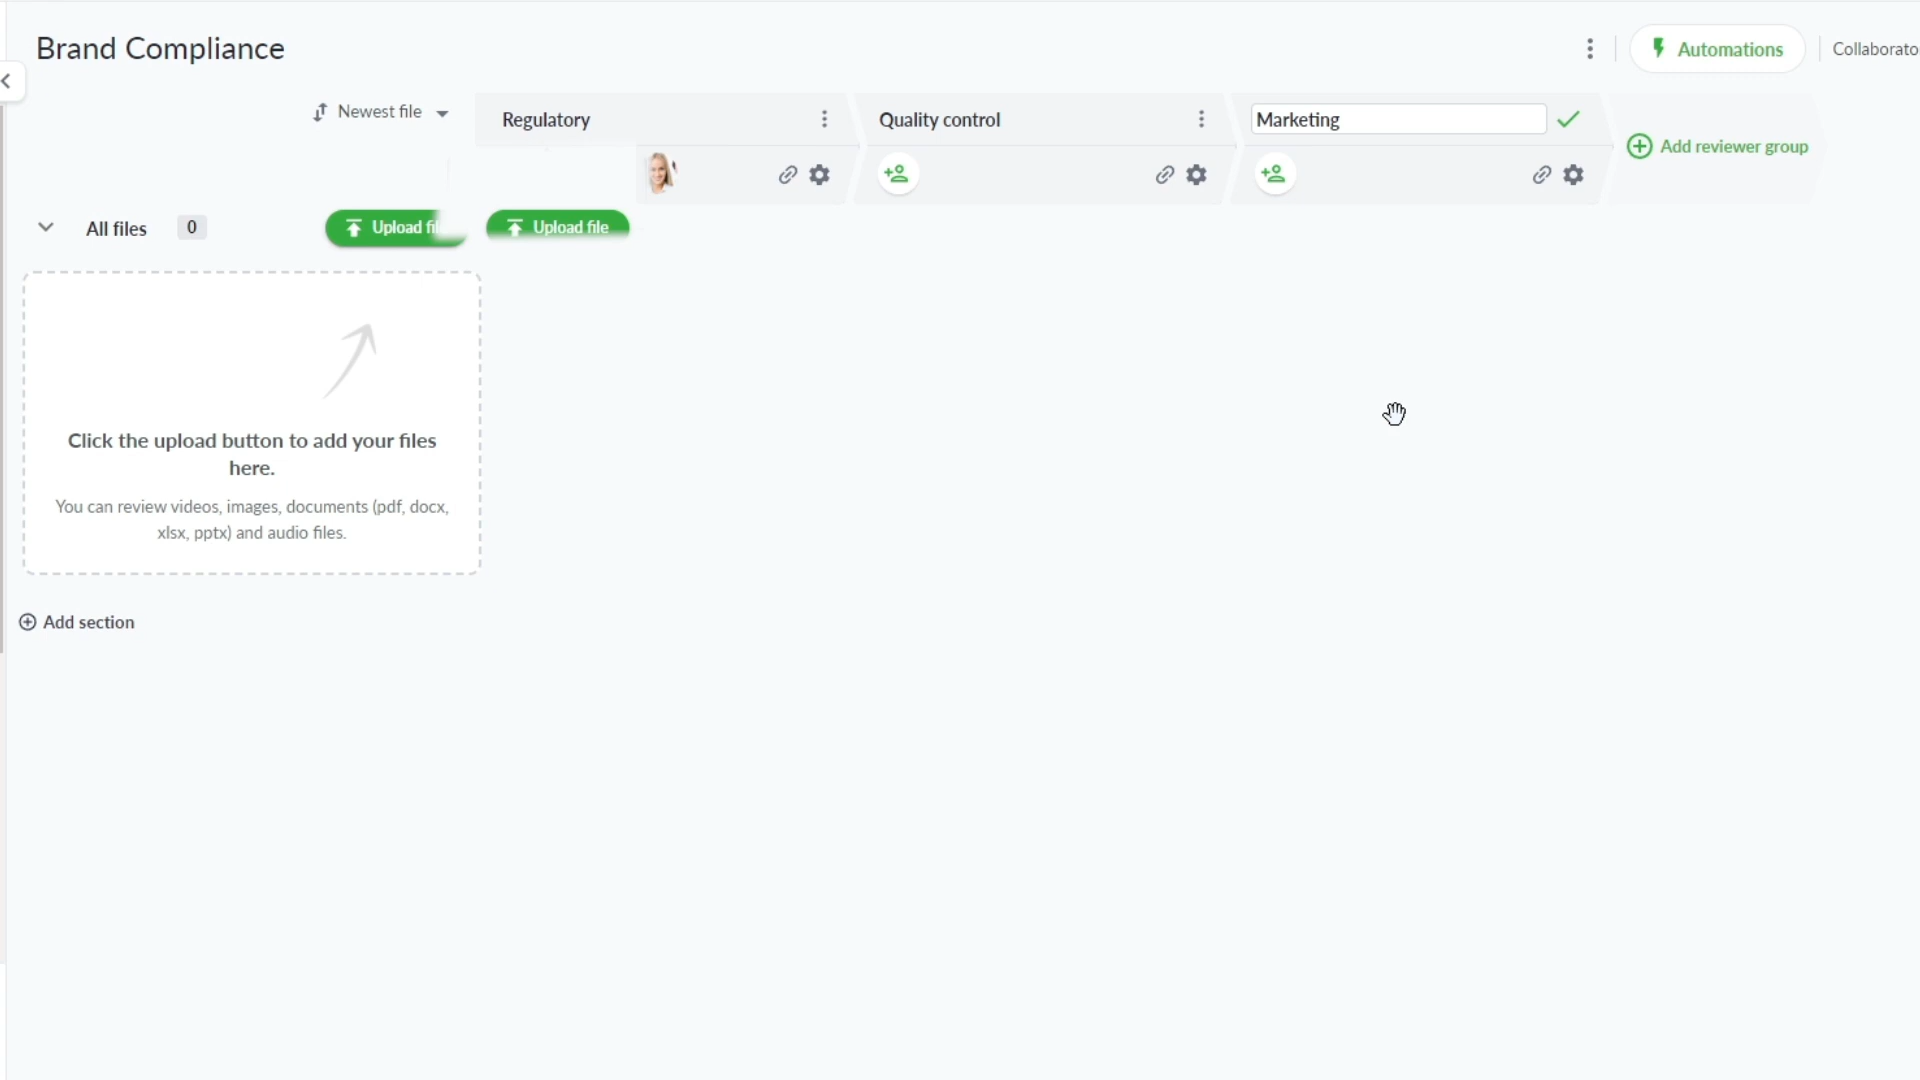 Brand Compliance
Automations
Collaborato
Newest file
Regulatory
Quality control
Marketing
Add reviewer group
All files
0
Upload fil
Upload file
Click the upload button to add your files
here.
You can review videos, images, documents (pdf, docx,
xlsx, pptx) and audio files.
Add section